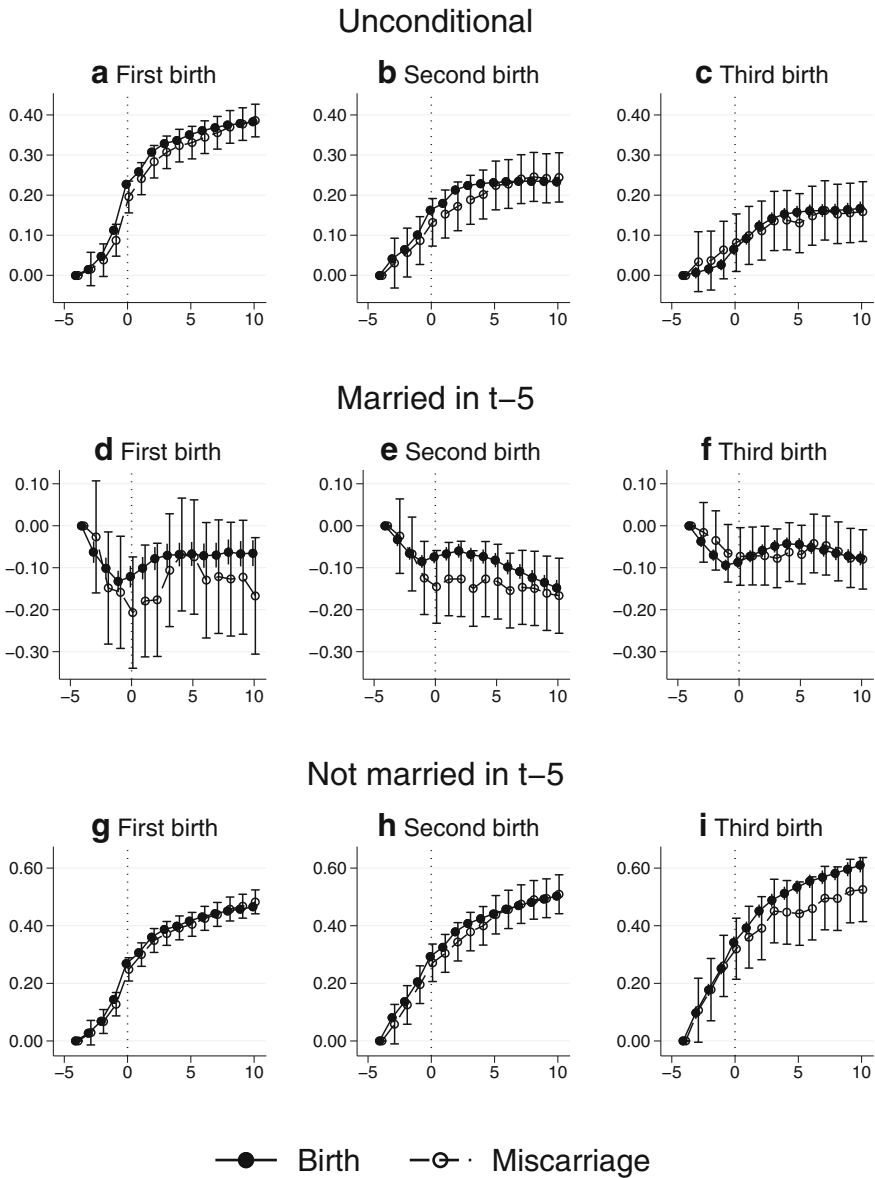 Unconditional
a First birth
b Second birth
c Third birth
0.40
0.30
0.20
0.10
0.00
−5 0 5 10
0.40
0.30
0.20
0.10
0.00
−5 0 5 10
0.40
0.30
0.20
0.10
0.00
−5 0 5 10
Married in t−5
d First birth
e Second birth
f Third birth
0.10
0.00
−0.10
−0.20
−0.30
−5 0 5 10
0.10
0.00
−0.10
−0.20
−0.30
−5 0 5 10
0.10
0.00
−0.10
−0.20
−0.30
−5 0 5 10
Not married in t−5
g First birth
h Second birth
i Third birth
0.60
0.40
0.20
0.00
−5 0 5 10
0.60
0.40
0.20
0.00
−5 0 5 10
0.60
0.40
0.20
0.00
−5 0 5 10
Birth Miscarriage